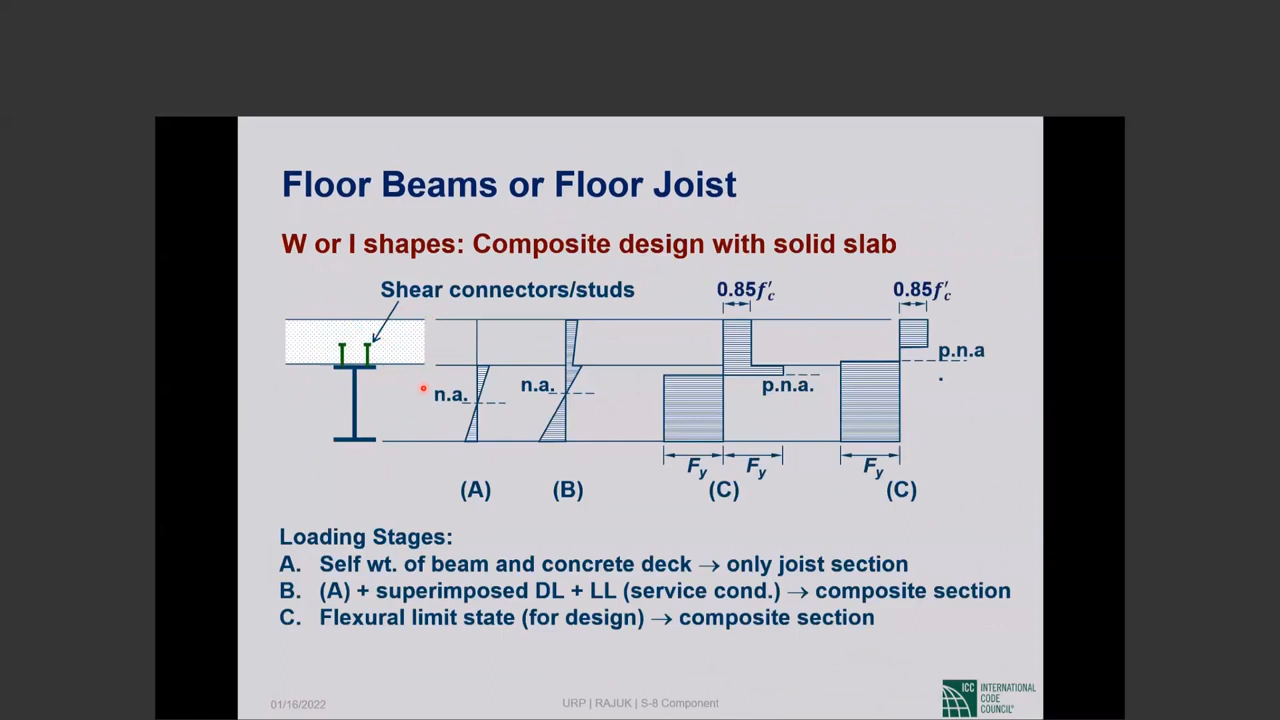 Floor Beams or Floor Joist
W or I shapes: Composite design with solid slab
Shear connectors/studs
0.85f′c
0.85f′c
n.a.
n.a.
p.n.a.
p.n.a
.
Fy
Fy
Fy
(A)
(B)
(C)
(C)
Loading Stages:
A. Self wt. of beam and concrete deck → only joist section
B. (A) + superimposed DL + LL (service cond.) → composite section
C. Flexural limit state (for design) → composite section
01/16/2022
URP | RAJUK | S-8 Component
ICC
INTERNATIONAL
CODE
COUNCIL®